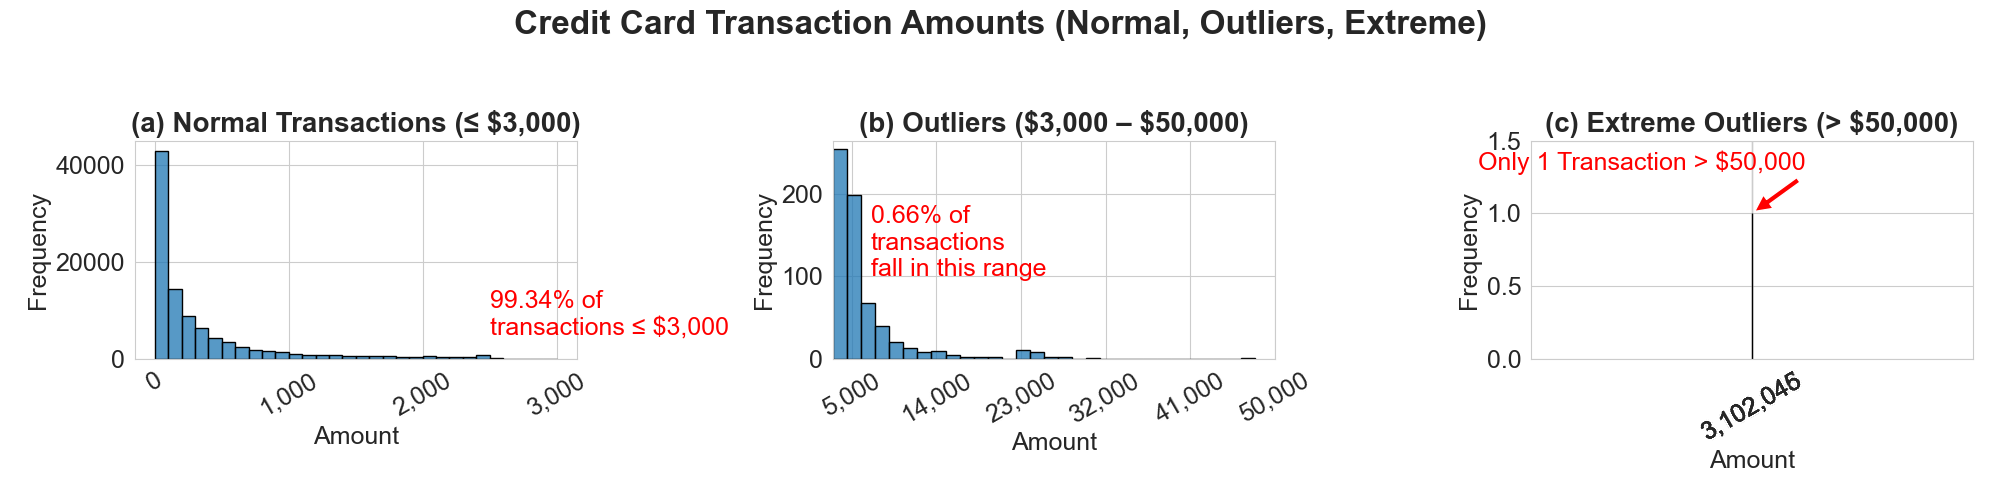 Credit Card Transaction Amounts (Normal, Outliers, Extreme)
(a) Normal Transactions (≤ $3,000)
Frequency
40000
20000
0
99.34% of
transactions ≤ $3,000
0
1,000
2,000
3,000
Amount
(b) Outliers ($3,000 – $50,000)
Frequency
200
100
0
0.66% of
transactions
fall in this range
5,000
14,000
23,000
32,000
41,000
50,000
Amount
(c) Extreme Outliers (> $50,000)
Frequency
1.5
1.0
0.5
0.0
Only 1 Transaction > $50,000
Amount